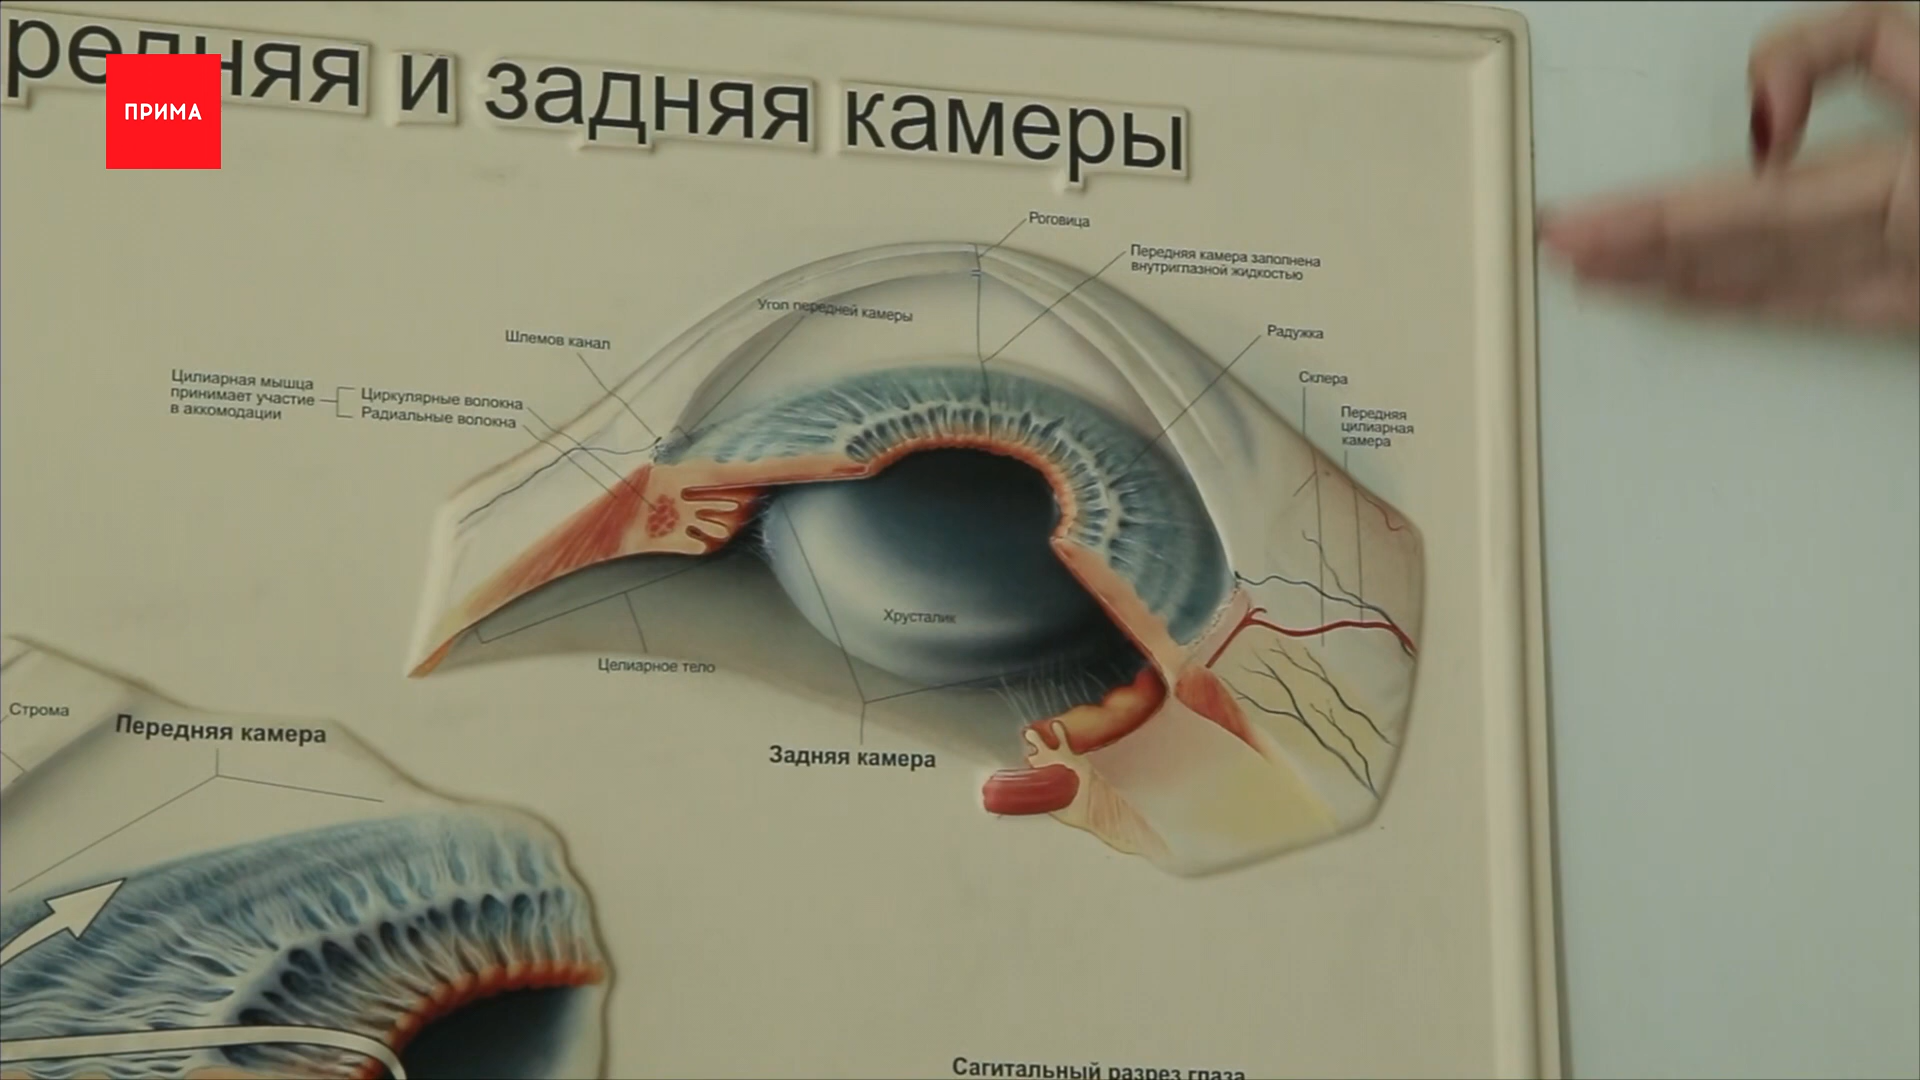 редняя и задняя камеры
ПРИМА
Роговица
Передняя камера заполнена
внутриглазной жидкостью
Угол передней камеры
Радужка
Шлемов канал
Склера
Цилиарная мышца
принимает участие
в аккомодации
Циркулярные волокна
Радиальные волокна
Передняя
цилиарная
камера
Хрусталик
Целиарное тело
Строма
Передняя камера
Задняя камера
Сагитальный разрез глаза